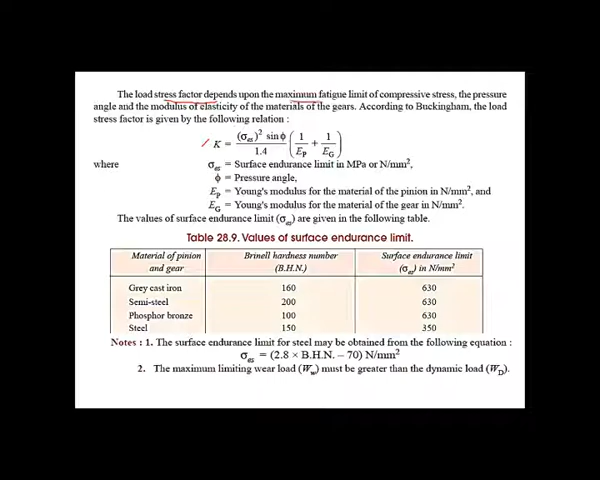 The load stress factor depends upon the maximum fatigue limit of compressive stress, the pressure
angle and the modulus of elasticity of the materials of the gears. According to Buckingham, the load
stress factor is given by the following relation :
K = (σes)² sin ϕ / 1.4 (1/EP + 1/EG)
where σes = Surface endurance limit in MPa or N/mm²,
ϕ = Pressure angle,
EP = Young's modulus for the material of the pinion in N/mm², and
EG = Young's modulus for the material of the gear in N/mm².
The values of surface endurance limit (σes) are given in the following table.
Table 28.9. Values of surface endurance limit.
Material of pinion Brinell hardness number Surface endurance limit
and gear (B.H.N.) (σes) in N/mm²
Grey cast iron 160 630
Semi-steel 200 630
Phosphor bronze 100 630
Steel 150 350
Notes : 1. The surface endurance limit for steel may be obtained from the following equation :
σes = (2.8 × B.H.N. – 70) N/mm²
2. The maximum limiting wear load (Ww) must be greater than the dynamic load (WD).